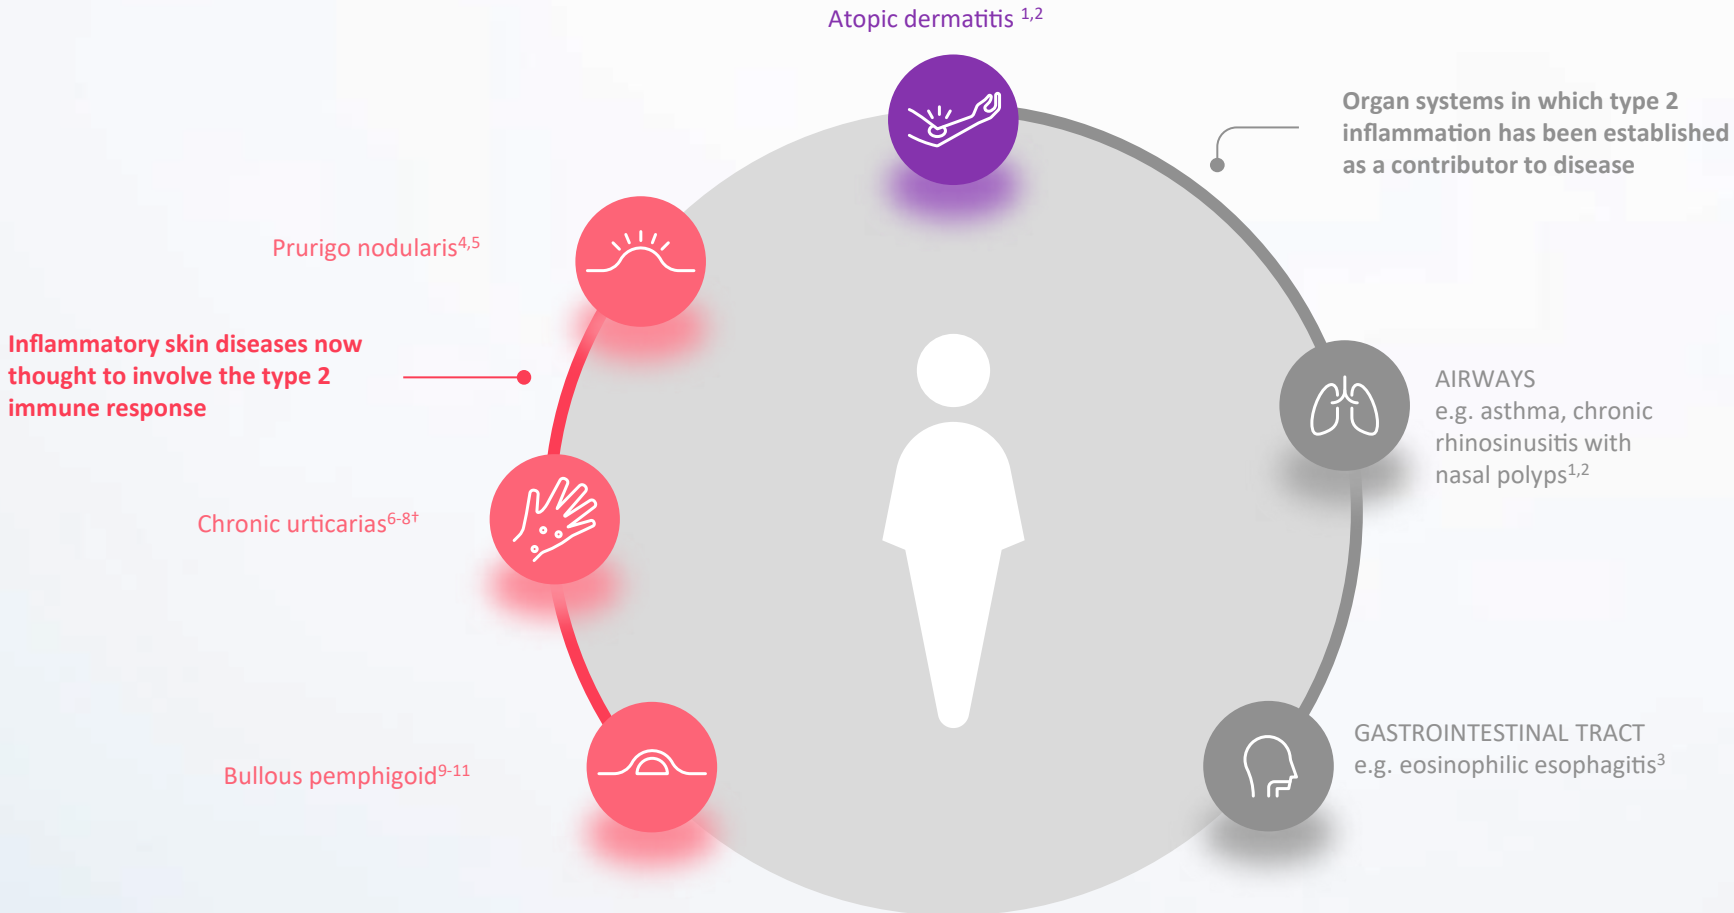 Atopic dermatitis 1,2
Organ systems in which type 2
inflammation has been established
as a contributor to disease
Prurigo nodularis4,5
Inflammatory skin diseases now
thought to involve the type 2
immune response
AIRWAYS
e.g. asthma, chronic
rhinosinusitis with
nasal polyps1,2
Chronic urticarias6-8†
GASTROINTESTINAL TRACT
e.g. eosinophilic esophagitis3
Bullous pemphigoid9-11